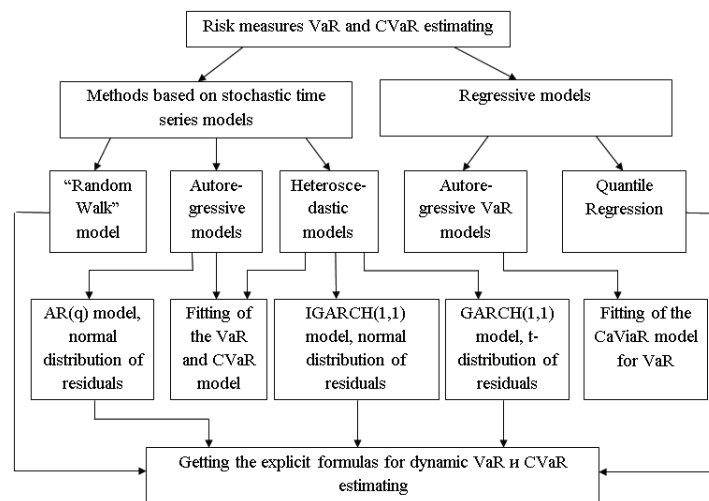 Risk measures VaR and CVaR estimating
Methods based on stochastic time
series models
Regressive models
“Random
Walk”
model
Autore-
gressive
models
Heterosce-
dastic
models
Autore-
gressive VaR
models
Quantile
Regression
AR(q) model,
normal
distribution of
residuals
Fitting of
the VaR
and CVaR
model
IGARCH(1,1)
model, normal
distribution of
residuals
GARCH(1,1)
model, t-
distribution of
residuals
Fitting of the
CaViaR model
for VaR
Getting the explicit formulas for dynamic VaR и CVaR
estimating